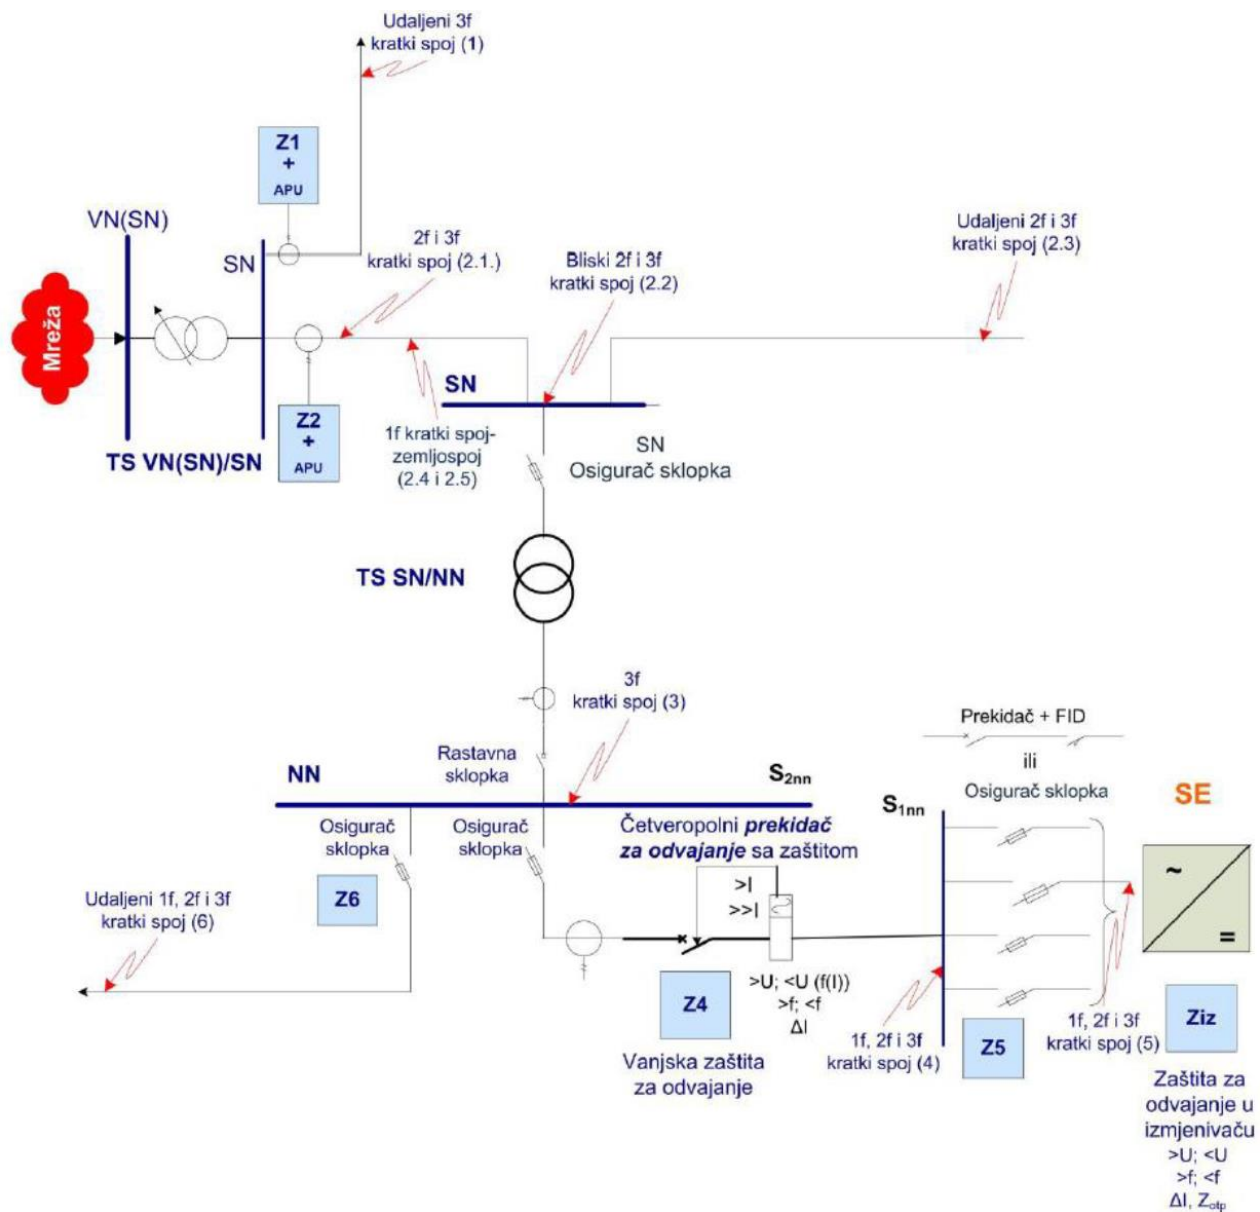 Udaljeni 3f
kratki spoj (1)
Z1
+
APU
VN(SN)
SN
2f i 3f
kratki spoj (2.1.)
Bliski 2f i 3f
kratki spoj (2.2)
Udaljeni 2f i 3f
kratki spoj (2.3)
Mreža
Z2
+
APU
TS VN(SN)/SN
SN
1f kratki spoj-
zemljospoj
(2.4 i 2.5)
SN
Osigurač sklopka
TS SN/NN
3f
kratki spoj (3)
Rastavna
sklopka
NN
S2nn
Prekidač + FID
ili
Osigurač sklopka
S1nn
SE
Osigurač
sklopka
Osigurač
sklopka
Četveropolni prekidač
za odvajanje sa zaštitom
>I
>>I
~
=
Z6
Udaljeni 1f, 2f i 3f
kratki spoj (6)
Z4
>U; <U (f(I))
>f; <f
ΔI
Vanjska zaštita
za odvajanje
1f, 2f i 3f
kratki spoj (4)
Z5
1f, 2f i 3f
kratki spoj (5)
Ziz
Zaštita za
odvajanje u
izmjenivaču
>U; <U
>f; <f
ΔI, Zotp